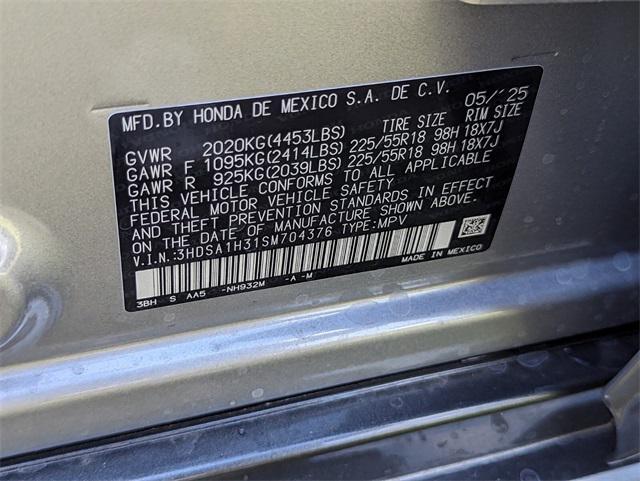 MFD.BY HONDA DE MEXICO S.A. DE C.V. 05/'25
GVWR 2020KG(4453LBS) TIRE SIZE RIM SIZE
GAWR F 1095KG(2414LBS) 225/55R18 98H 18X7J
GAWR R 925KG(2039LBS) 225/55R18 98H 18X7J
THIS VEHICLE CONFORMS TO ALL APPLICABLE
FEDERAL MOTOR VEHICLE SAFETY
AND THEFT PREVENTION STANDARDS IN EFFECT
ON THE DATE OF MANUFACTURE SHOWN ABOVE.
V.I.N.:3HDSA1H31SM704376 TYPE:MPV
MADE IN MEXICO
3BH S AA5 -NH932M -A -M